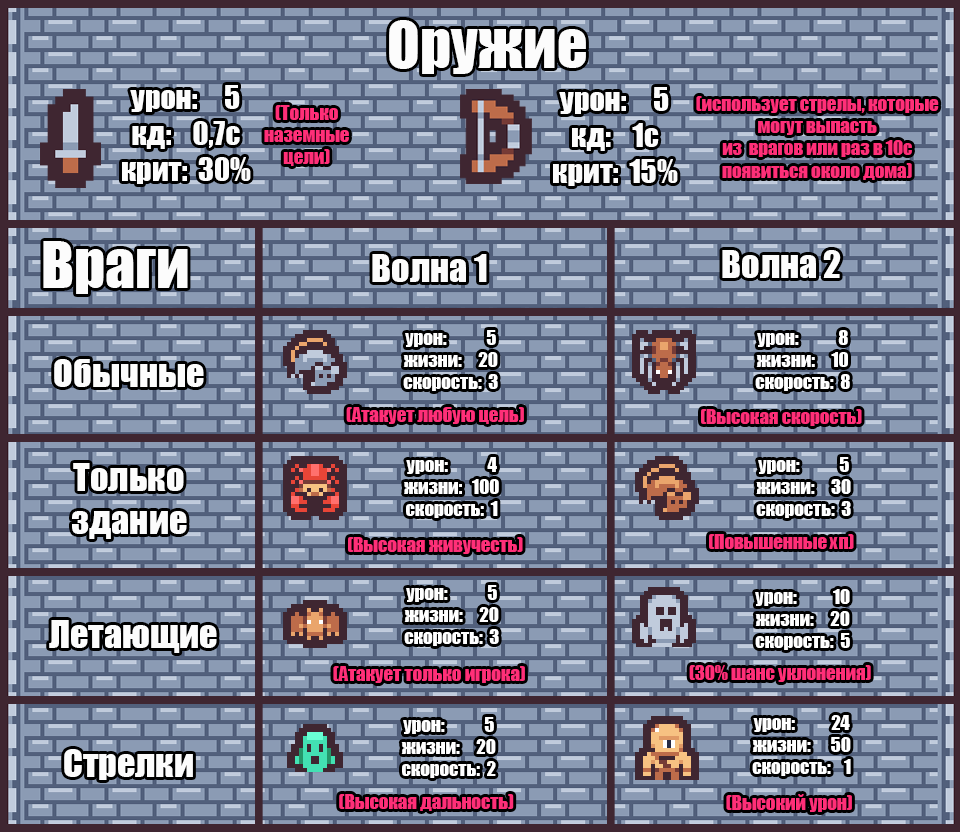 Оружие
урон: 5
кд: 0,7с
крит: 30%
(Только
наземные
цели)
урон: 5
кд: 1с
крит: 15%
(использует стрелы, которые
могут выпасть
из врагов или раз в 10с
появиться около дома)
Враги
Волна 1
Волна 2
Обычные
урон: 5
жизни: 20
скорость: 3
(Атакует любую цель)
урон: 8
жизни: 10
скорость: 8
(Высокая скорость)
Только
здание
урон: 4
жизни: 100
скорость: 1
(Высокая живучесть)
урон: 5
жизни: 30
скорость: 3
(Повышенные хп)
Летающие
урон: 5
жизни: 20
скорость: 3
(Атакует только игрока)
урон: 10
жизни: 20
скорость: 5
(30% шанс уклонения)
Стрелки
урон: 5
жизни: 20
скорость: 2
(Высокая дальность)
урон: 24
жизни: 50
скорость: 1
(Высокий урон)